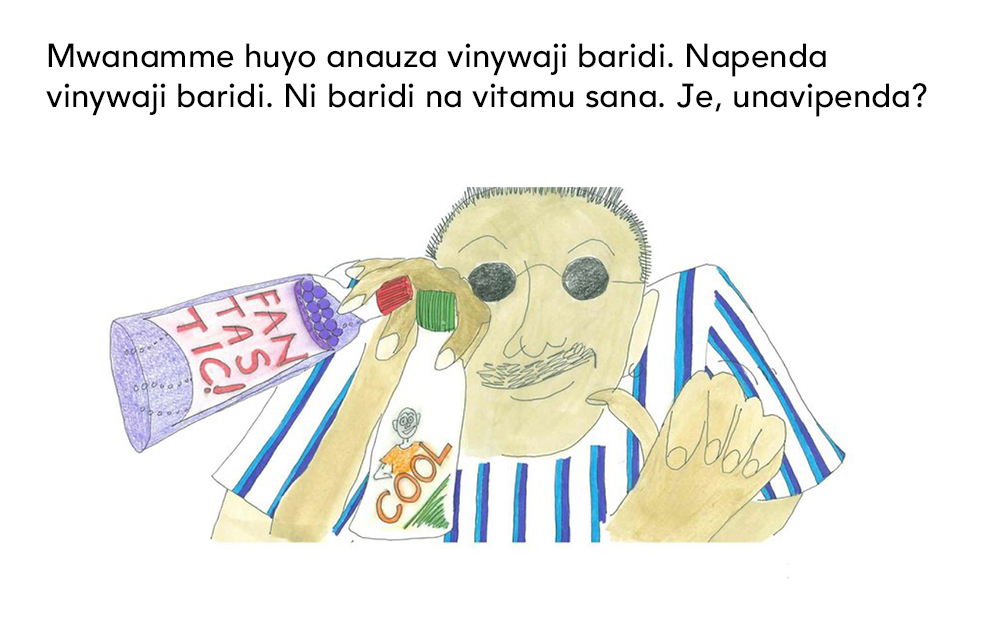 Mwanamme huyo anauza vinywaji baridi. Napenda
vinywaji baridi. Ni baridi na vitamu sana. Je, unavipenda?
FAN
TAS
TIC!
COOL